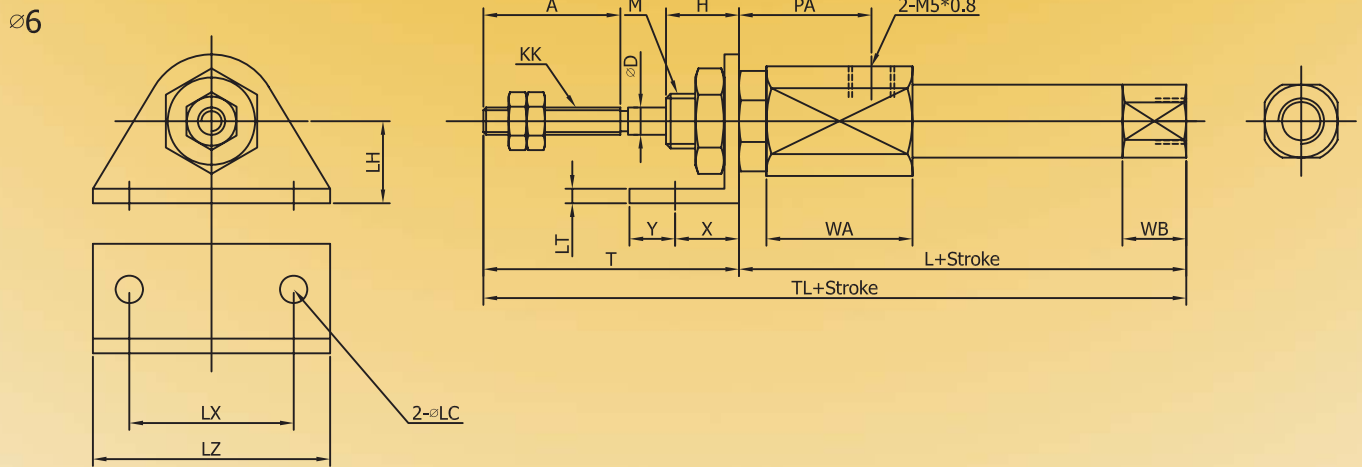 ⌀6
A
M
H
PA
2-M5*0.8
KK
⌀D
LH
LT
Y
X
WA
WB
T
L+Stroke
TL+Stroke
LX
2-⌀LC
LZ